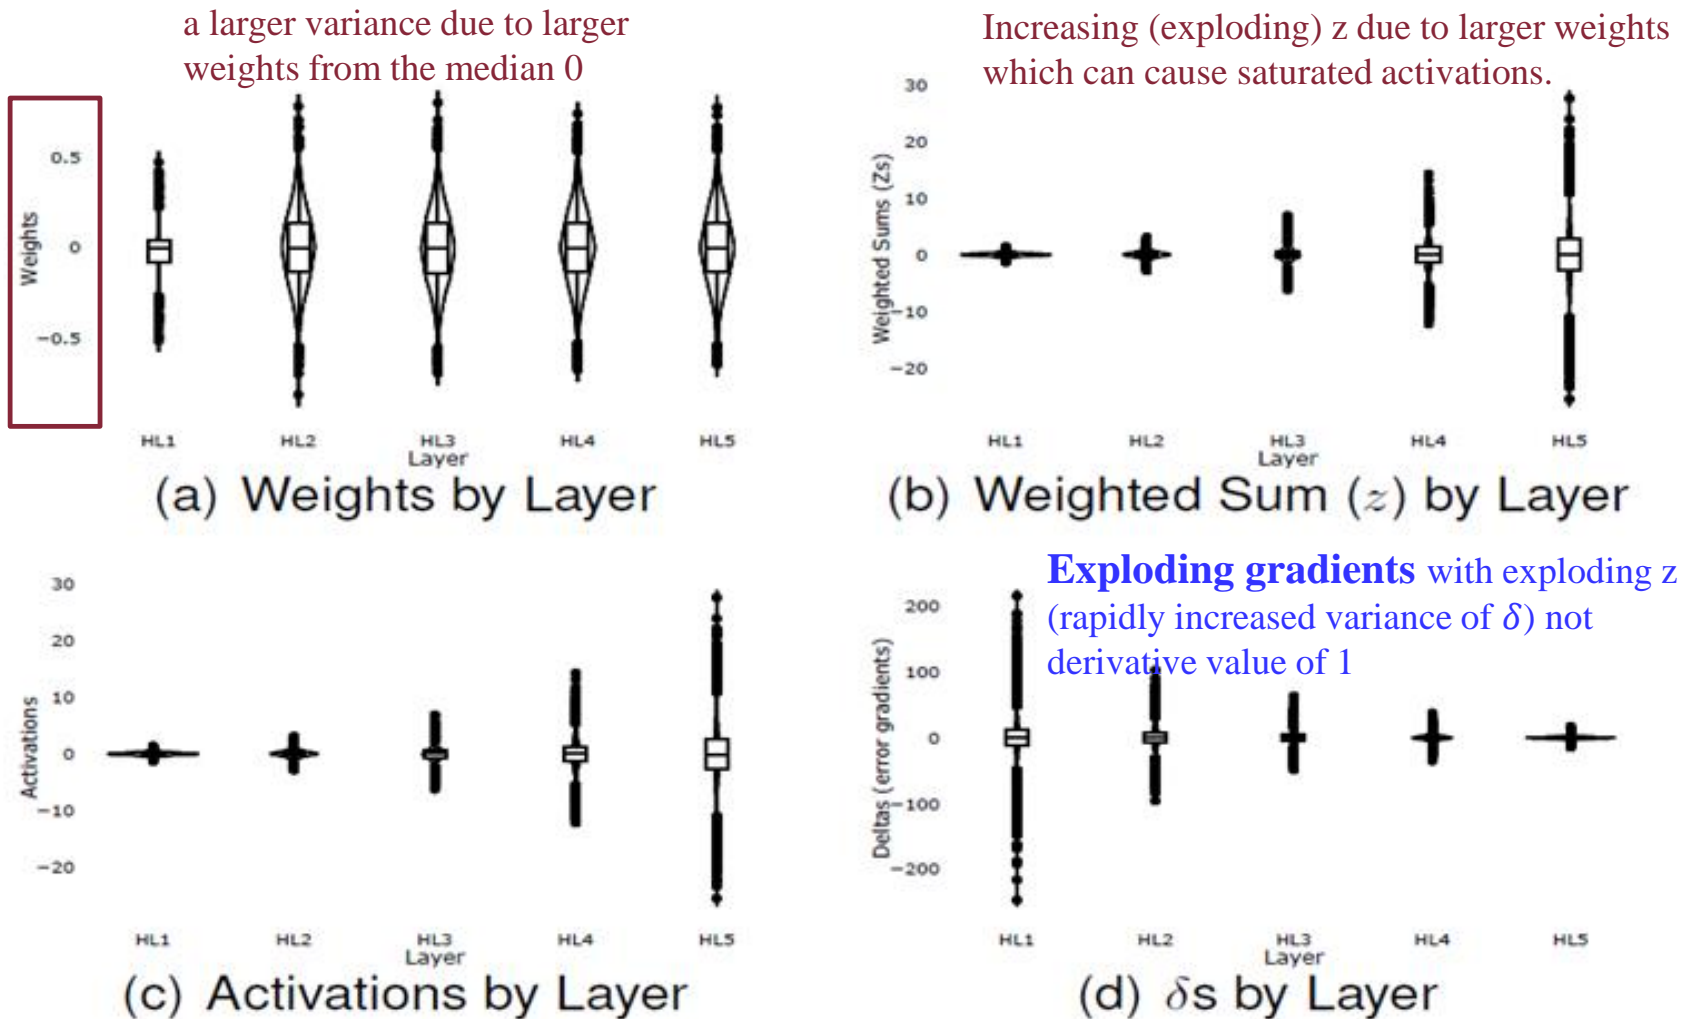 a larger variance due to larger
weights from the median 0
Weights
0.5
0
−0.5
HL1 HL2 HL3 HL4 HL5
Layer
(a) Weights by Layer
Increasing (exploding) z due to larger weights
which can cause saturated activations.
Weighted Sums (Zs)
30
20
10
0
−10
−20
HL1 HL2 HL3 HL4 HL5
Layer
(b) Weighted Sum (z) by Layer
Activations
30
20
10
0
−10
−20
HL1 HL2 HL3 HL4 HL5
Layer
(c) Activations by Layer
Exploding gradients with exploding z
(rapidly increased variance of δ) not
derivative value of 1
Deltas (error gradients)
200
100
0
−100
−200
HL1 HL2 HL3 HL4 HL5
Layer
(d) δs by Layer